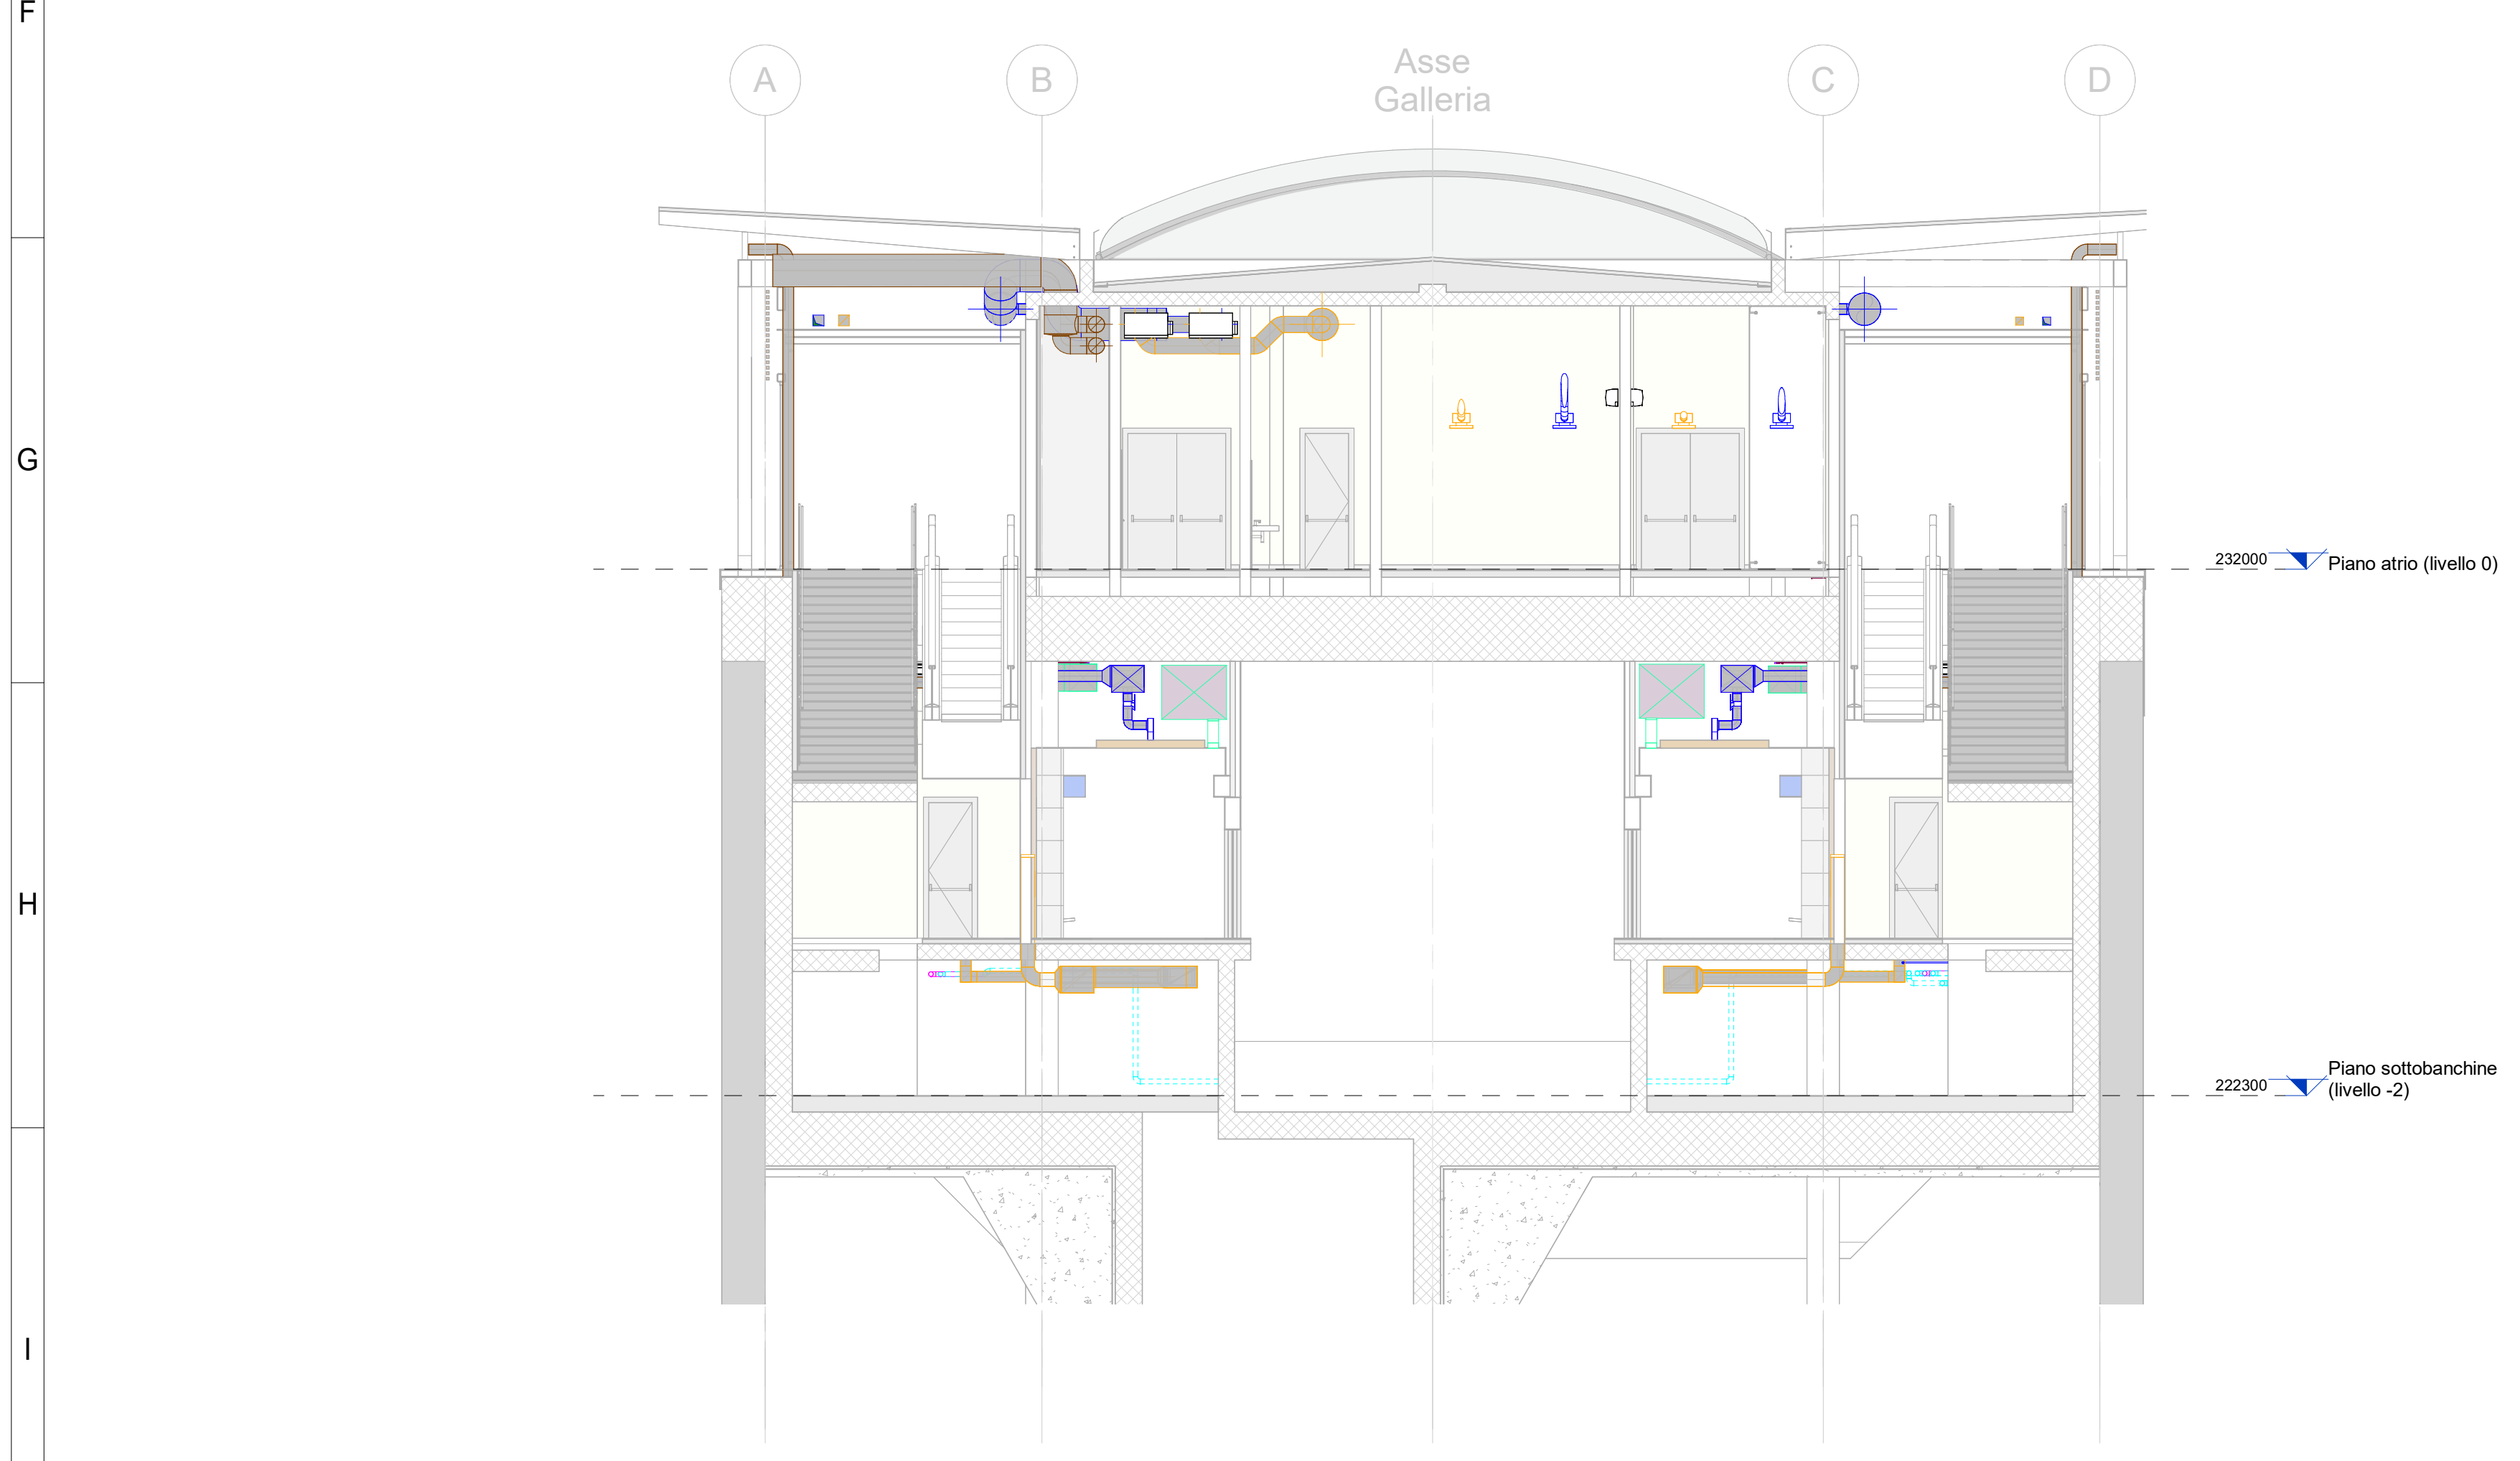 F
A
B
Asse
Galleria
C
D
G
232000
Piano atrio (livello 0)
H
222300
Piano sottobanchine
(livello -2)
I